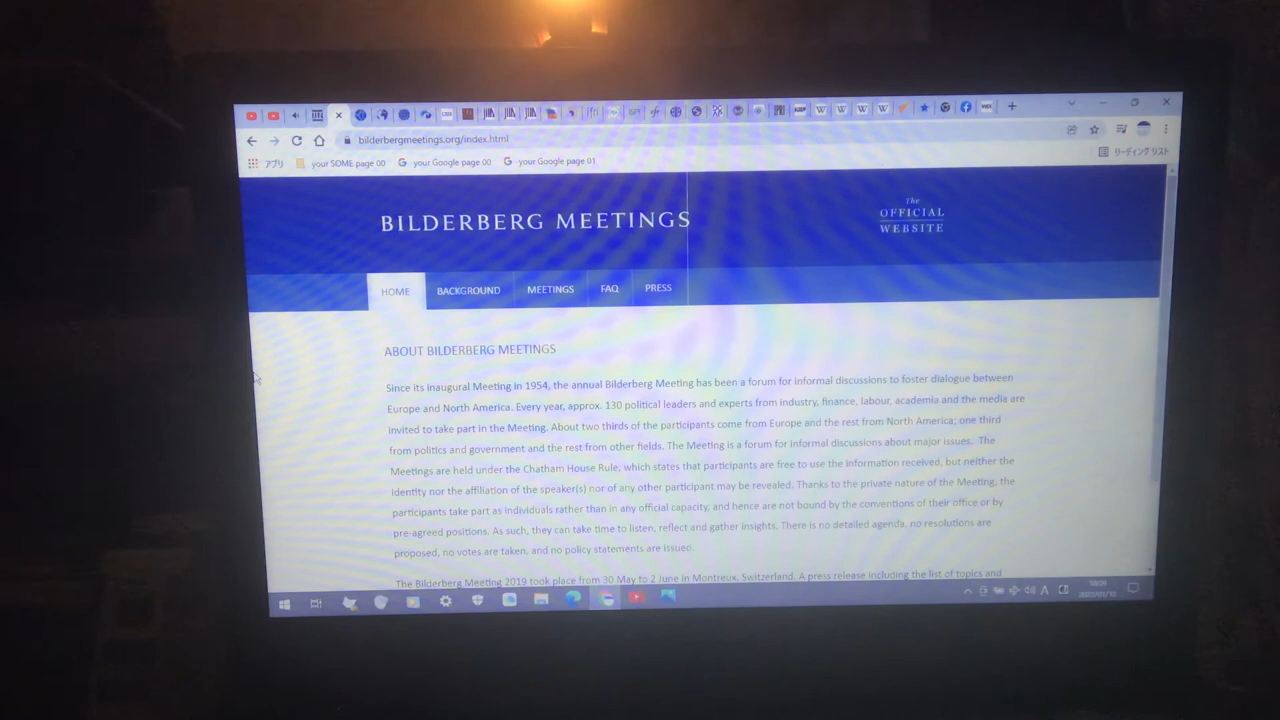 bilderbergmeetings.org/index.html
アプリ your SOME page 00 your Google page 00 your Google page 01 リーディング リスト
BILDERBERG MEETINGS
The
OFFICIAL
WEBSITE
HOME BACKGROUND MEETINGS FAQ PRESS
ABOUT BILDERBERG MEETINGS
Since its inaugural Meeting in 1954, the annual Bilderberg Meeting has been a forum for informal discussions to foster dialogue between
Europe and North America. Every year, approx. 130 political leaders and experts from industry, finance, labour, academia and the media are
invited to take part in the Meeting. About two thirds of the participants come from Europe and the rest from North America; one third
from politics and government and the rest from other fields. The Meeting is a forum for informal discussions about major issues. The
Meetings are held under the Chatham House Rule, which states that participants are free to use the information received, but neither the
identity nor the affiliation of the speaker(s) nor of any other participant may be revealed. Thanks to the private nature of the Meeting, the
participants take part as individuals rather than in any official capacity, and hence are not bound by the conventions of their office or by
pre-agreed positions. As such, they can take time to listen, reflect and gather insights. There is no detailed agenda, no resolutions are
proposed, no votes are taken, and no policy statements are issued.
The Bilderberg Meeting 2019 took place from 30 May to 2 June in Montreux, Switzerland. A press release including the list of topics and
A